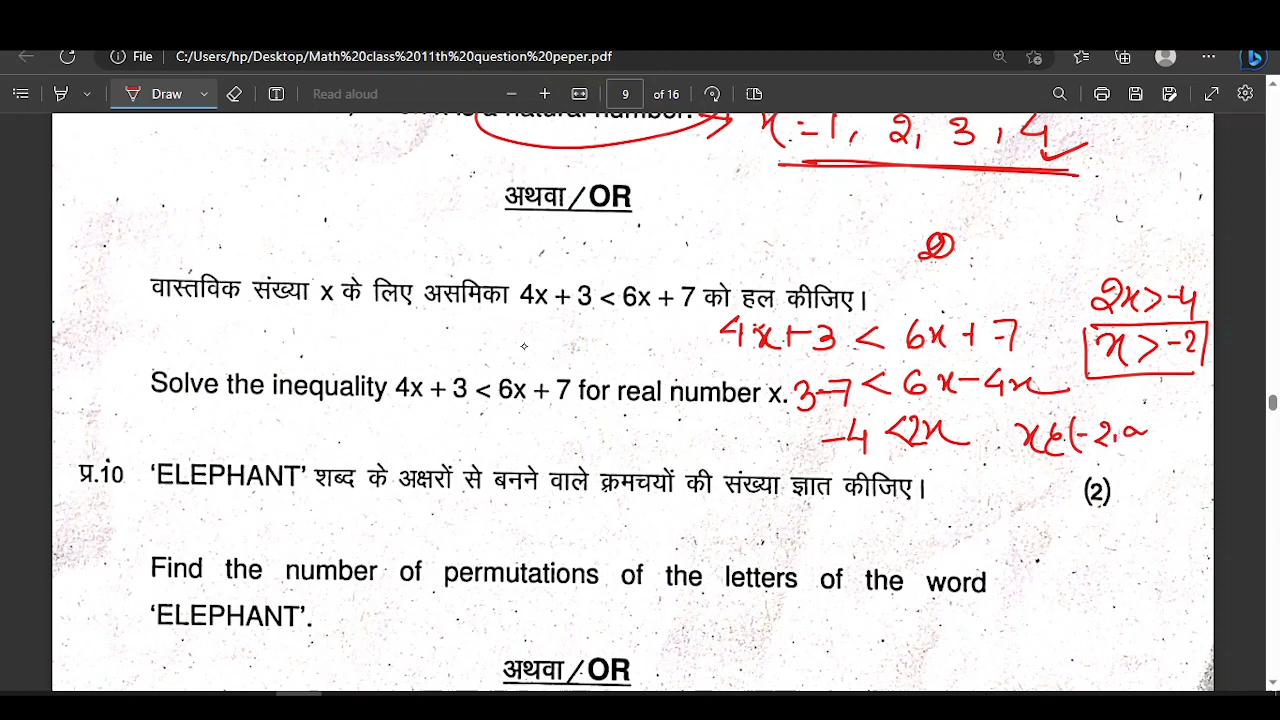 File C:/Users/hp/Desktop/Math%20class%2011th%20question%20peper.pdf
Draw Read aloud 9 of 16
is a natural number.
x = 1, 2, 3, 4
अथवा/OR
वास्तविक संख्या x के लिए असमिका 4x + 3 < 6x + 7 को हल कीजिए।
2x > -4
4x + 3 < 6x + 7
x > -2
Solve the inequality 4x + 3 < 6x + 7 for real number x.
3-7 < 6x-4x
-4 < 2x
x ∈ (-2,
प्र.10 'ELEPHANT' शब्द के अक्षरों से बनने वाले क्रमचयों की संख्या ज्ञात कीजिए। (2)
Find the number of permutations of the letters of the word
'ELEPHANT'.
अथवा/OR